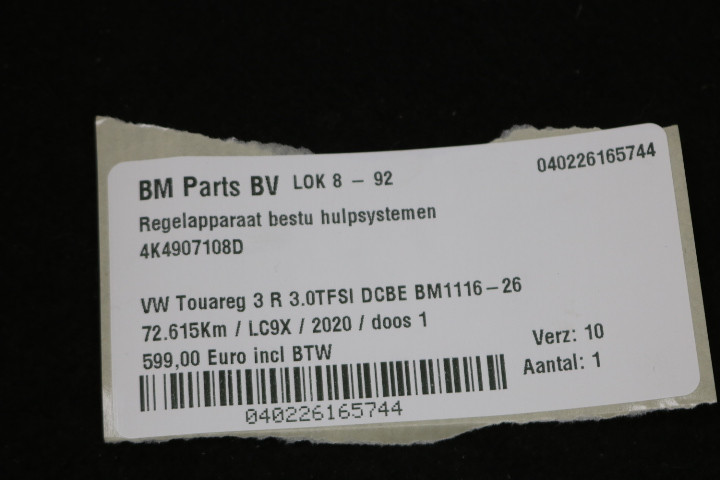 BM Parts BV LOK 8 - 92
040226165744
Regelapparaat bestu hulpsystemen
4K4907108D
VW Touareg 3 R 3.0TFSI DCBE BM1116-26
72.615Km / LC9X / 2020 / doos 1
599,00 Euro incl BTW
Verz: 10
Aantal: 1
040226165744